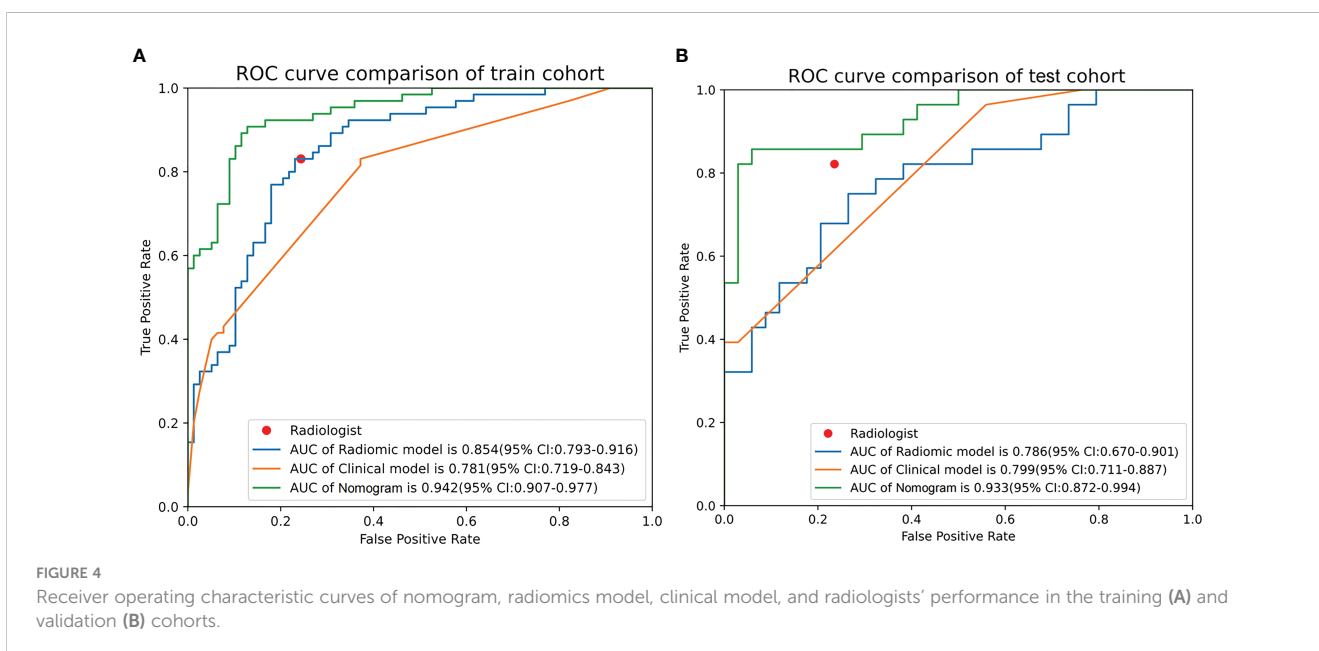 A
ROC curve comparison of train cohort
1.0
0.8
0.6
0.4
0.2
0.0
True Positive Rate
Radiologist
AUC of Radiomic model is 0.854(95% CI:0.793-0.916)
AUC of Clinical model is 0.781(95% CI:0.719-0.843)
AUC of Nomogram is 0.942(95% CI:0.907-0.977)
0.0 0.2 0.4 0.6 0.8 1.0
False Positive Rate
B
ROC curve comparison of test cohort
1.0
0.8
0.6
0.4
0.2
0.0
True Positive Rate
Radiologist
AUC of Radiomic model is 0.786(95% CI:0.670-0.901)
AUC of Clinical model is 0.799(95% CI:0.711-0.887)
AUC of Nomogram is 0.933(95% CI:0.872-0.994)
0.0 0.2 0.4 0.6 0.8 1.0
False Positive Rate
FIGURE 4
Receiver operating characteristic curves of nomogram, radiomics model, clinical model, and radiologists' performance in the training (A) and
validation (B) cohorts.